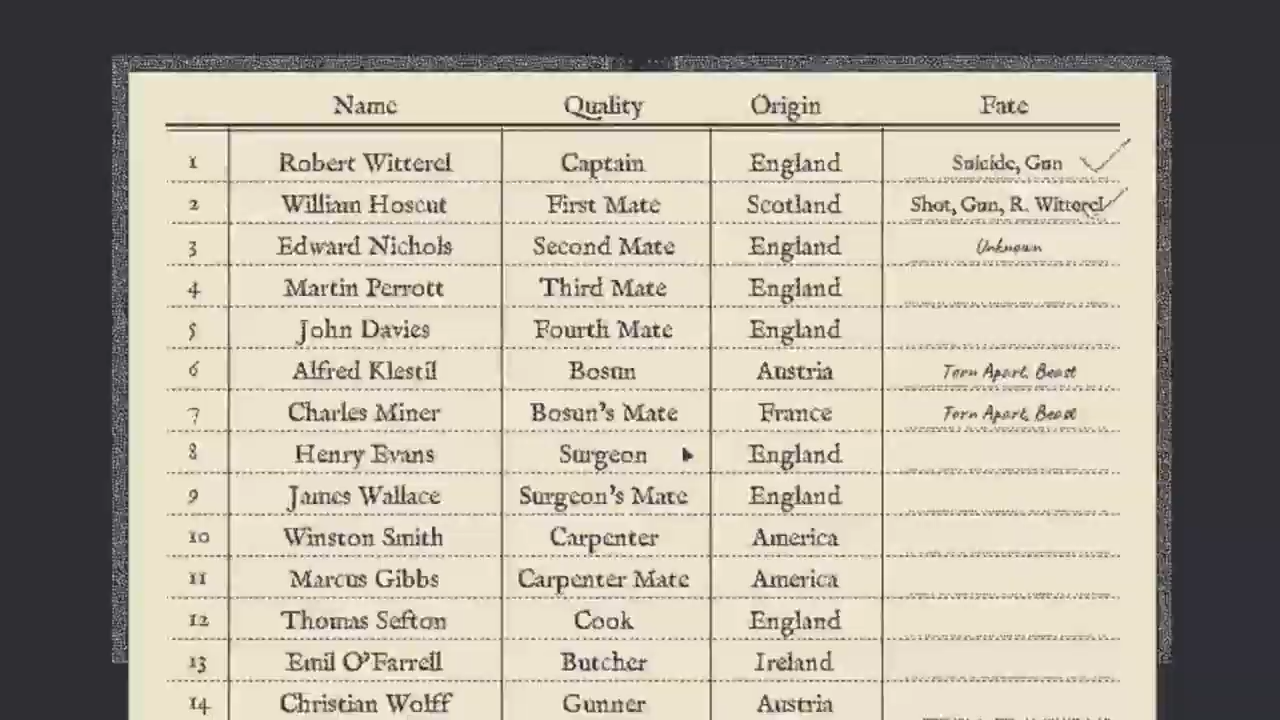 Name Quality Origin Fate
1 Robert Witterel Captain England Suicide, Gun
2 William Hoscut First Mate Scotland Shot, Gun, R. Witterel
3 Edward Nichols Second Mate England Unknown
4 Martin Perrott Third Mate England
5 John Davies Fourth Mate England
6 Alfred Klestil Bosun Austria Torn Apart, Beast
7 Charles Miner Bosun's Mate France Torn Apart, Beast
8 Henry Evans Surgeon England
9 James Wallace Surgeon's Mate England
10 Winston Smith Carpenter America
11 Marcus Gibbs Carpenter Mate America
12 Thomas Sefton Cook England
13 Emil O'Farrell Butcher Ireland
14 Christian Wolff Gunner Austria